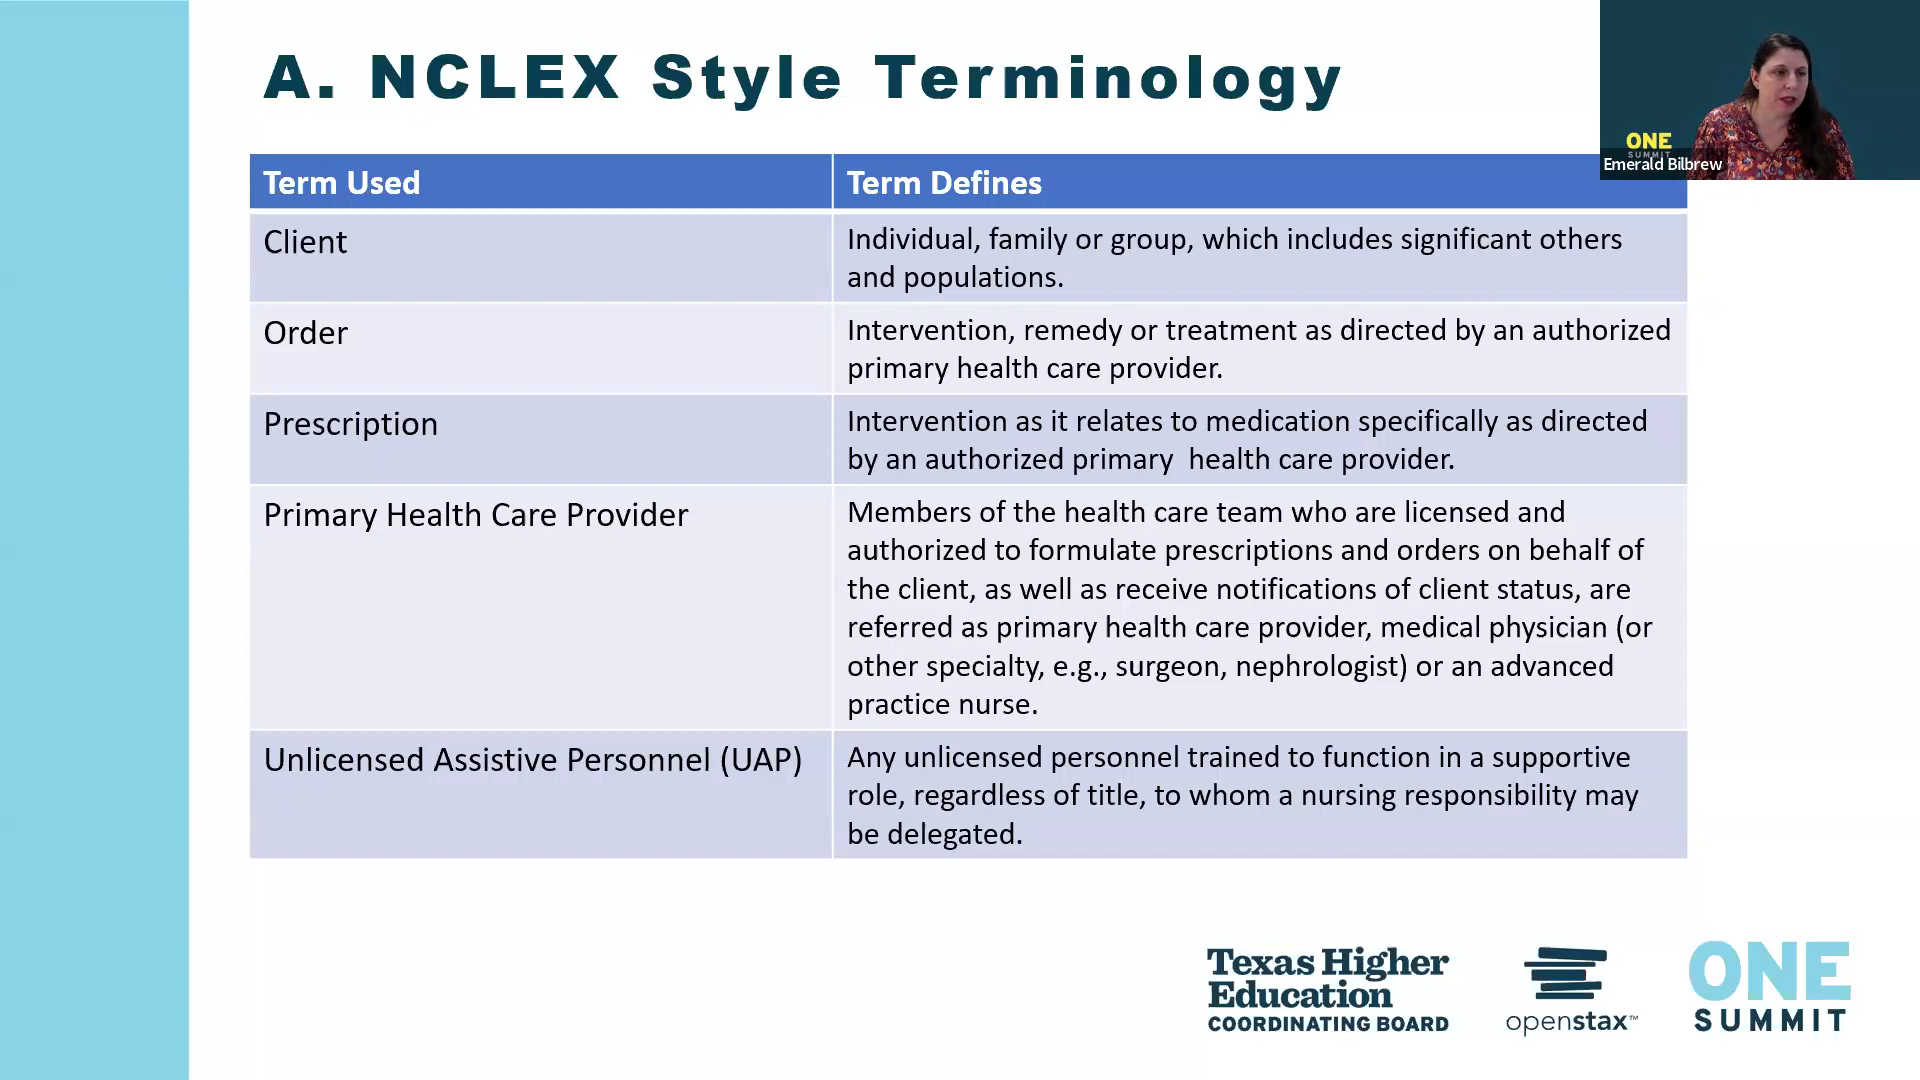 A. NCLEX Style Terminology
ONE
SUMMIT
Emerald Bilbrew
Term Used
Term Defines
Client
Individual, family or group, which includes significant others
and populations.
Order
Intervention, remedy or treatment as directed by an authorized
primary health care provider.
Prescription
Intervention as it relates to medication specifically as directed
by an authorized primary  health care provider.
Primary Health Care Provider
Members of the health care team who are licensed and
authorized to formulate prescriptions and orders on behalf of
the client, as well as receive notifications of client status, are
referred as primary health care provider, medical physician (or
other specialty, e.g., surgeon, nephrologist) or an advanced
practice nurse.
Unlicensed Assistive Personnel (UAP)
Any unlicensed personnel trained to function in a supportive
role, regardless of title, to whom a nursing responsibility may
be delegated.
Texas Higher
Education
COORDINATING BOARD
openstax™
ONE
SUMMIT